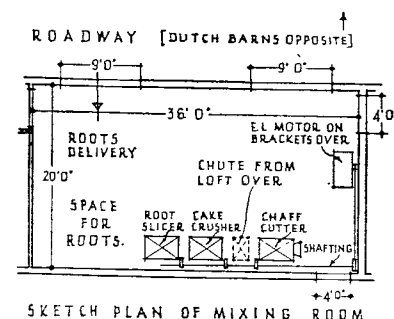 ROADWAY [DUTCH BARNS OPPOSITE]
9'0" 9'0"
36'0" 4'0
ROOTS
DELIVERY
EL MOTOR ON
BRACKETS OVER
CHUTE FROM
LOFT OVER
20'0"
SPACE
FOR
ROOTS.
ROOT
SLICER
CAKE
CRUSHER
CHAFF
CUTTER
SHAFTING
4'0"
SKETCH PLAN OF MIXING ROOM